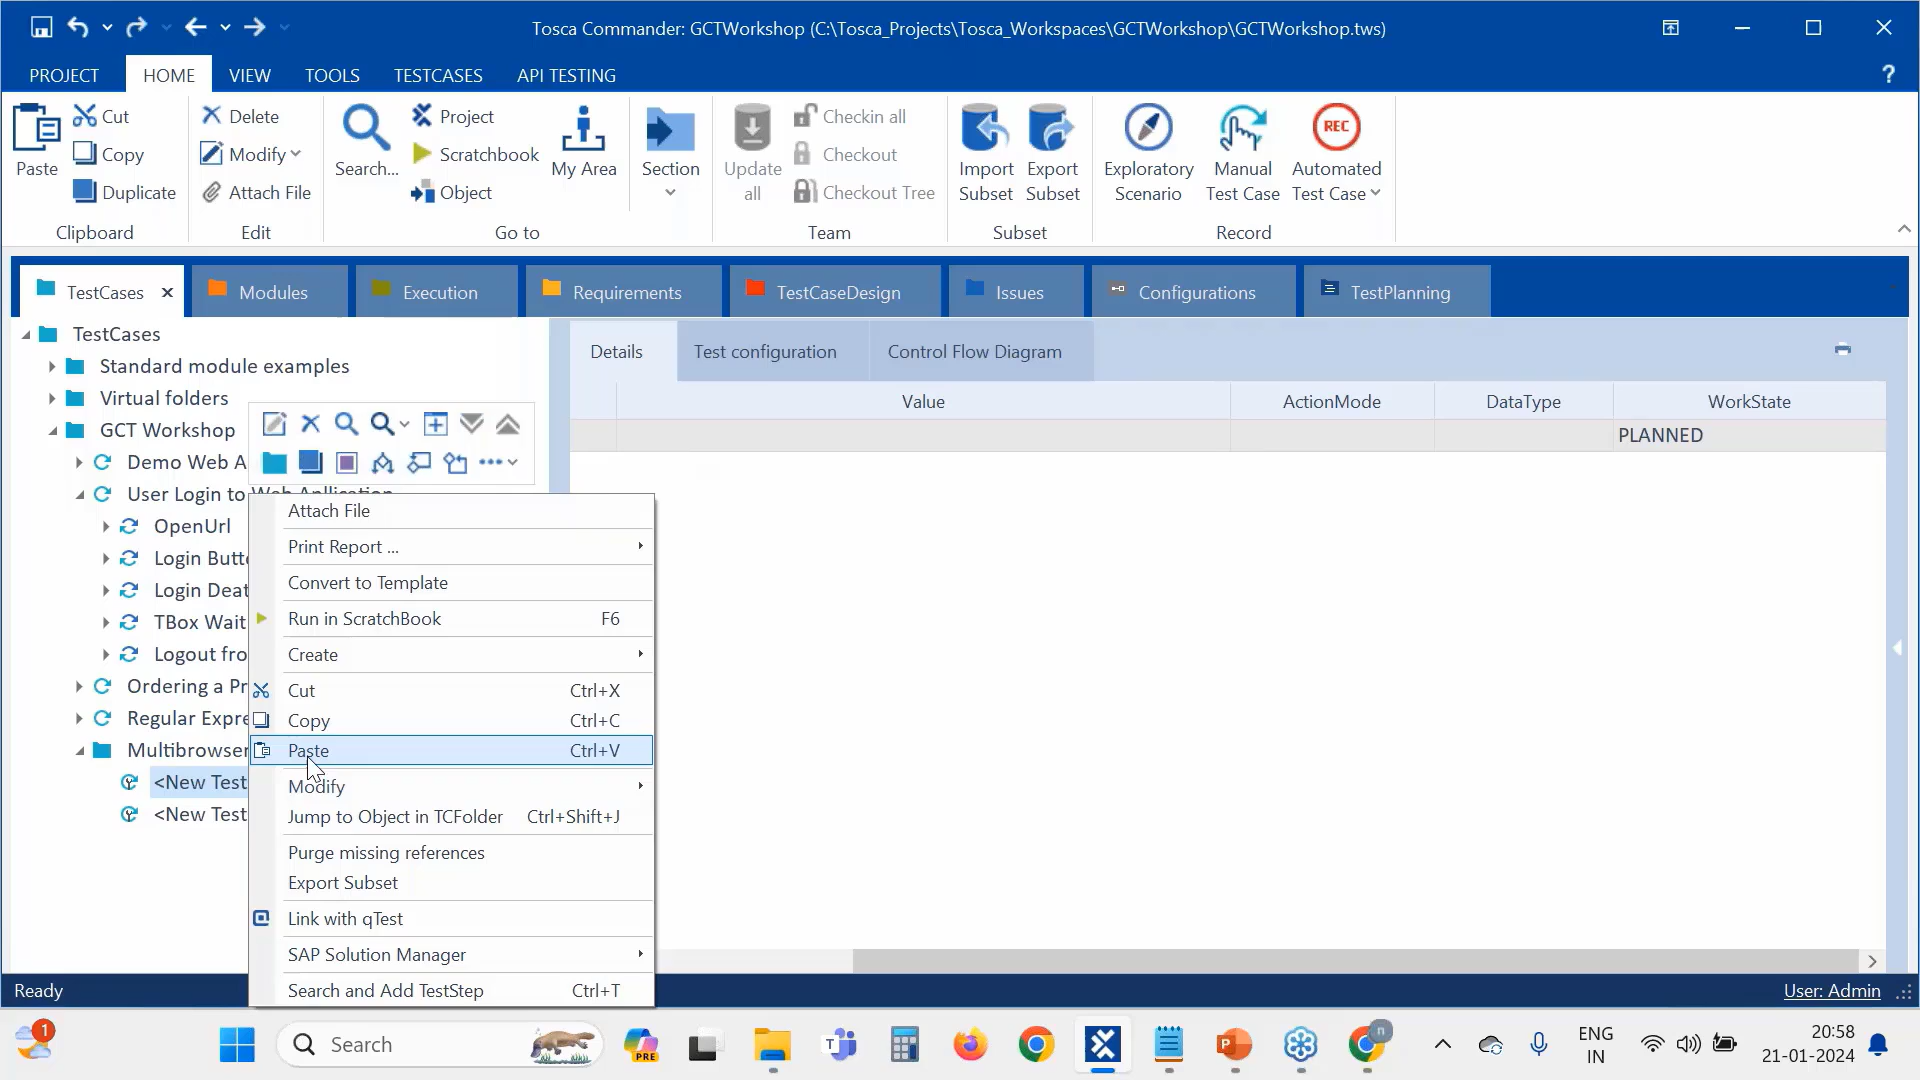 Tosca Commander: GCTWorkshop (C:\Tosca_Projects\Tosca_Workspaces\GCTWorkshop\GCTWorkshop.tws)
PROJECT HOME VIEW TOOLS TESTCASES API TESTING ?
Paste
Cut
Copy
Duplicate
Clipboard
Delete
Modify
Attach File
Edit
Search...
Project
Scratchbook
Object
My Area
Go to
Section
Update all
Checkin all
Checkout
Checkout Tree
Team
Import Subset
Export Subset
Subset
Exploratory Scenario
Manual Test Case
REC
Automated Test Case
Record
TestCases Modules Execution Requirements TestCaseDesign Issues Configurations TestPlanning
TestCases
Standard module examples
Virtual folders
GCT Workshop
Demo Web A
User Login to Web Apllication
OpenUrl
Login Butt
Login Deat
TBox Wait
Logout fro
Ordering a Pr
Regular Expre
Multibrowser
<New Test
<New Test
Attach File
Print Report ...
Convert to Template
Run in ScratchBook F6
Create
Cut Ctrl+X
Copy Ctrl+C
Paste Ctrl+V
Modify
Jump to Object in TCFolder Ctrl+Shift+J
Purge missing references
Export Subset
Link with qTest
SAP Solution Manager
Search and Add TestStep Ctrl+T
Details Test configuration Control Flow Diagram
Value ActionMode DataType WorkState
PLANNED
Ready User: Admin
1
Search
PRE
T
P
n
ENG
IN
20:58
21-01-2024